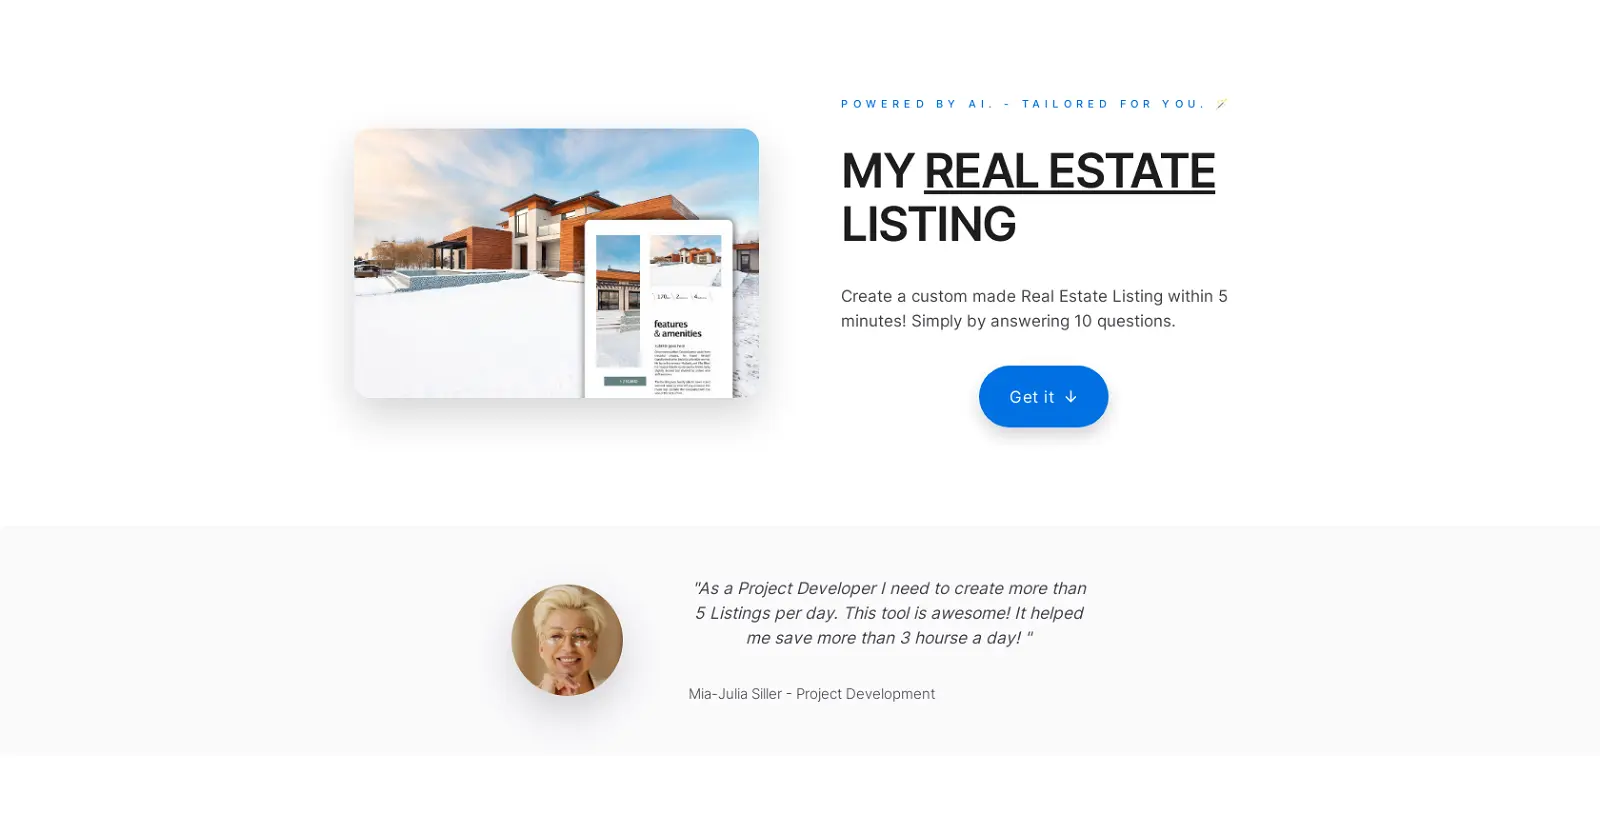 POWERED BY AI. - TAILORED FOR YOU.
MY REAL ESTATE
LISTING
Create a custom made Real Estate Listing within 5
minutes! Simply by answering 10 questions.
Get it ↓
features
& amenities
"As a Project Developer I need to create more than
5 Listings per day. This tool is awesome! It helped
me save more than 3 hourse a day! "
Mia-Julia Siller - Project Development